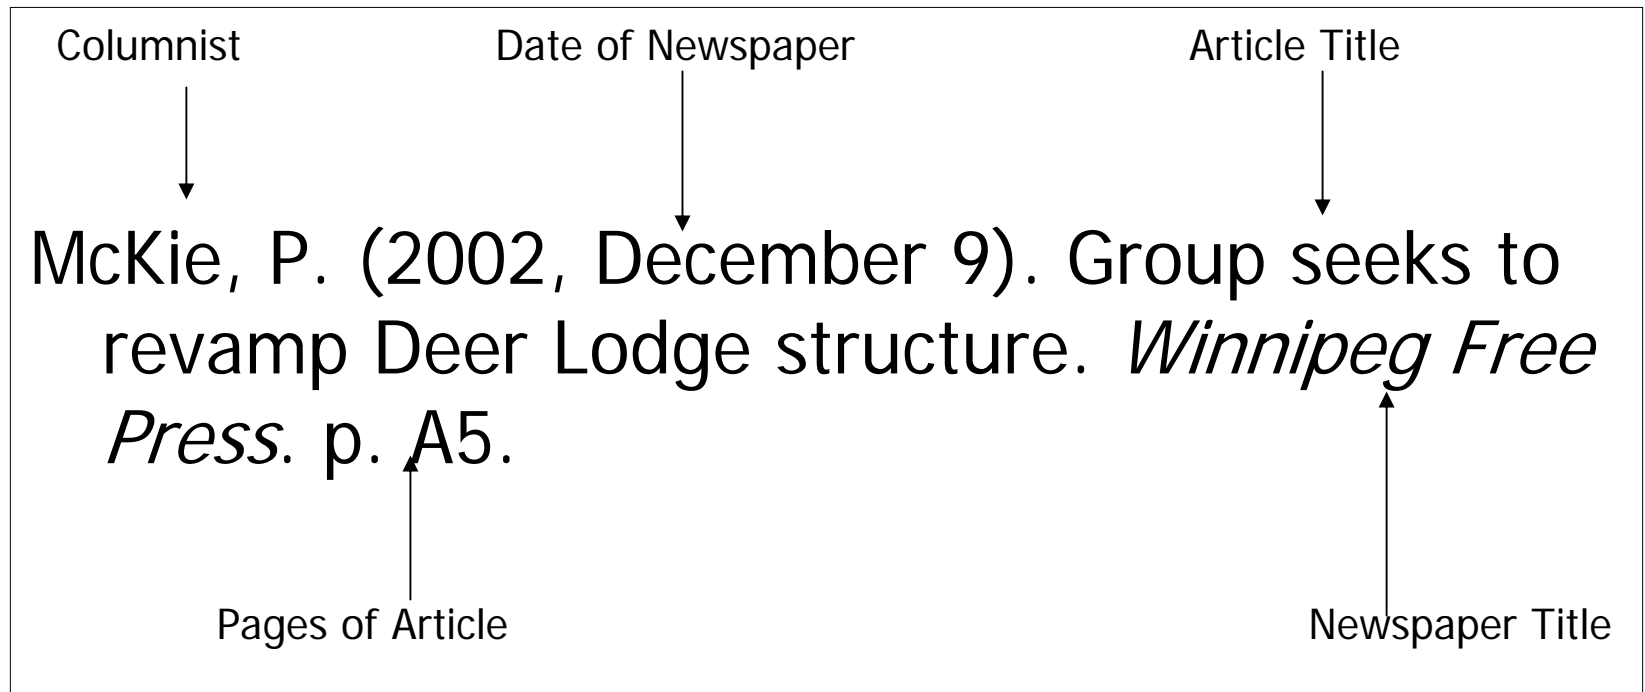 Columnist Date of Newspaper Article Title
McKie, P. (2002, December 9). Group seeks to
revamp Deer Lodge structure. Winnipeg Free
Press. p. A5.
Pages of Article Newspaper Title